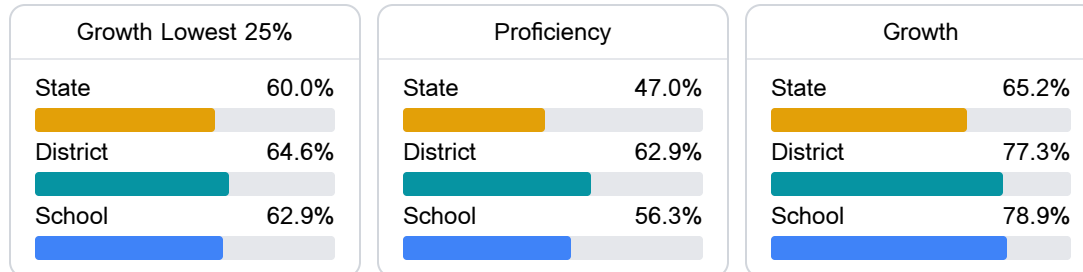 Growth Lowest 25%
State 60.0%
District 64.6%
School 62.9%
Proficiency
State 47.0%
District 62.9%
School 56.3%
Growth
State 65.2%
District 77.3%
School 78.9%